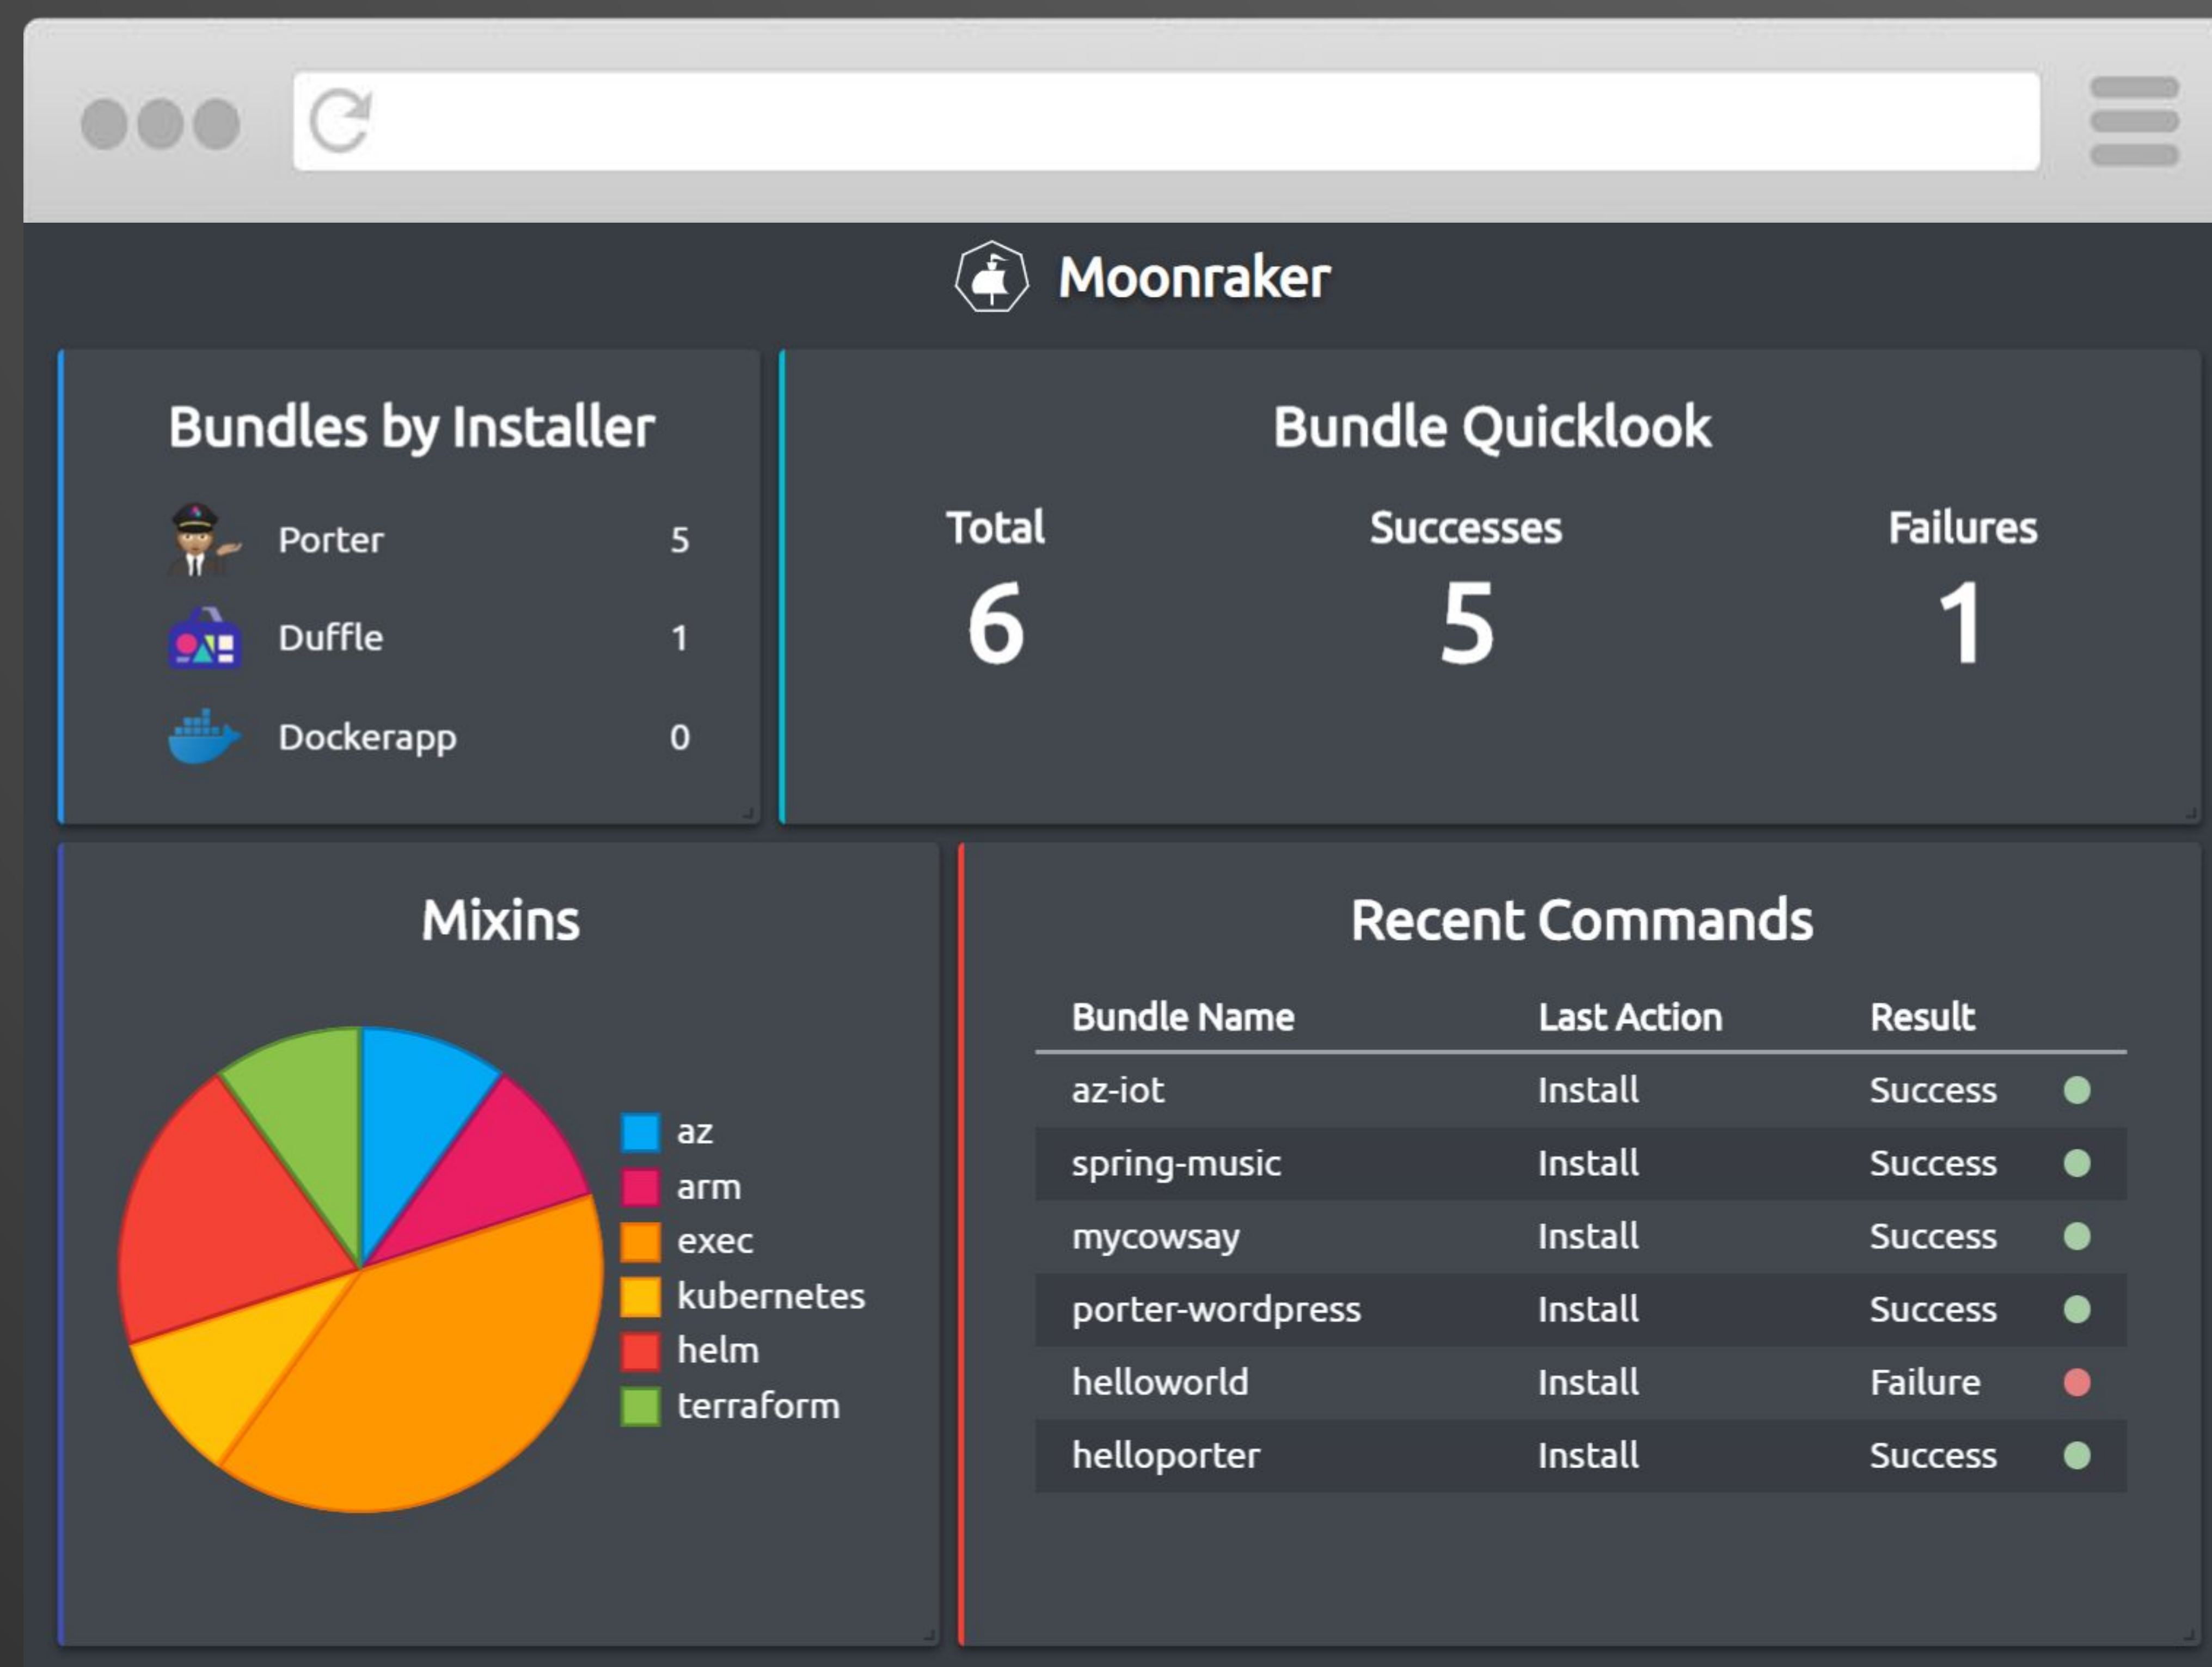 Moonraker
Bundles by Installer
Porter 5
Duffle 1
Dockerapp 0
Bundle Quicklook
Total Successes Failures
6 5 1
Mixins
az
arm
exec
kubernetes
helm
terraform
Recent Commands
Bundle Name Last Action Result
az-iot Install Success
spring-music Install Success
mycowsay Install Success
porter-wordpress Install Success
helloworld Install Failure
helloporter Install Success